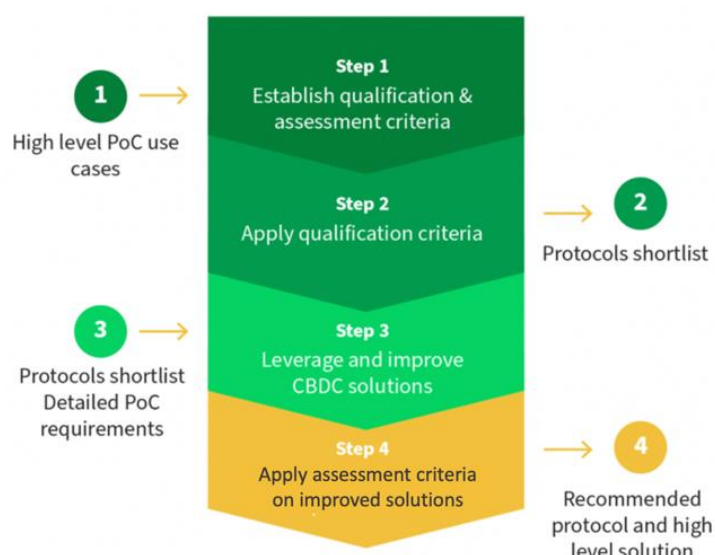 Step 1
Establish qualification &
assessment criteria
1
High level PoC use
cases
Step 2
Apply qualification criteria
2
Protocols shortlist
Step 3
Leverage and improve
CBDC solutions
3
Protocols shortlist
Detailed PoC
requirements
Step 4
Apply assessment criteria
on improved solutions
4
Recommended
protocol and high
level solution